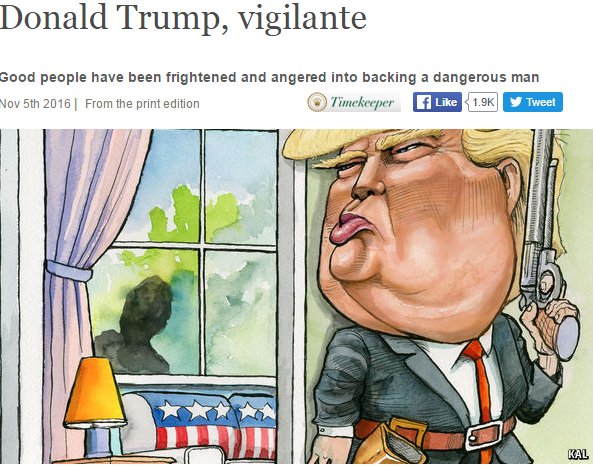 Donald Trump, vigilante
Good people have been frightened and angered into backing a dangerous man
Nov 5th 2016 | From the print edition
Timekeeper
Like 1.9K
Tweet
KAL